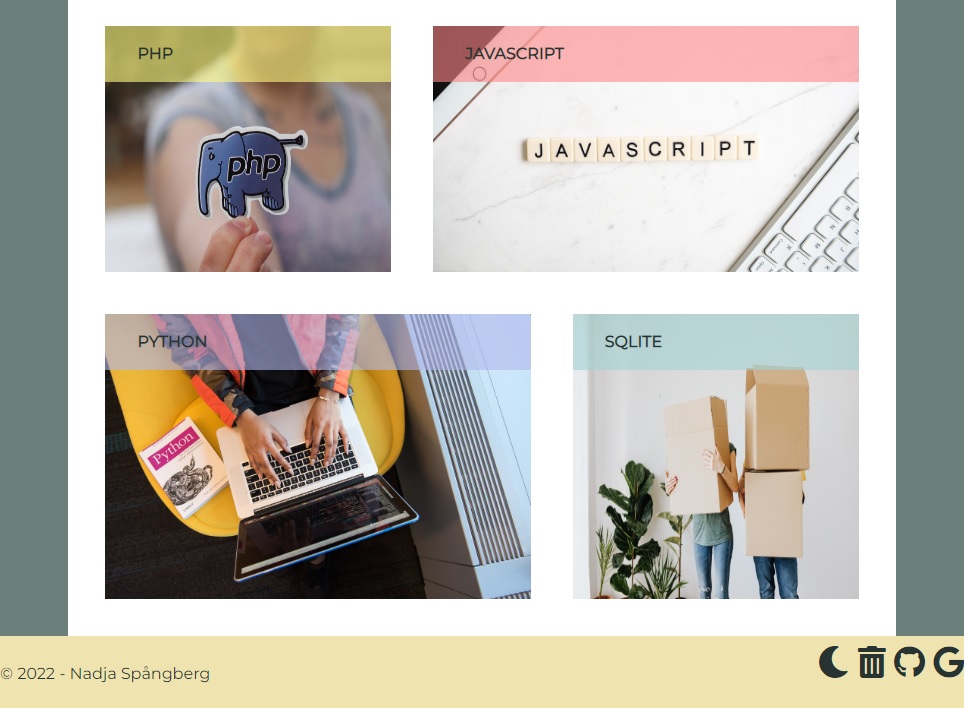 PHP
JAVASCRIPT
php
JAVASCRIPT
PYTHON
SQLITE
Python
© 2022 - Nadja Spångberg